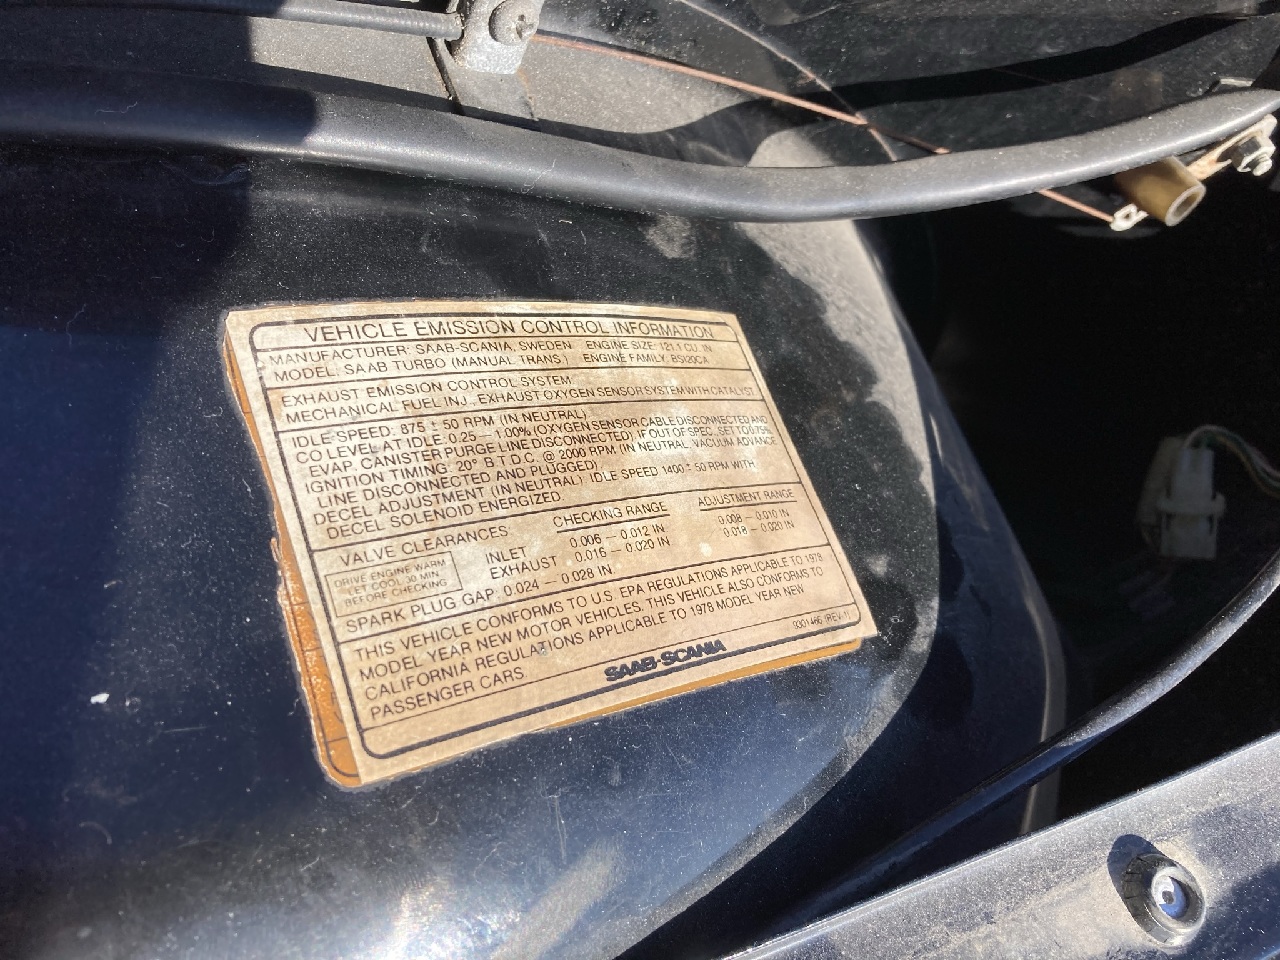 VEHICLE EMISSION CONTROL INFORMATION
MANUFACTURER: SAAB-SCANIA, SWEDEN ENGINE SIZE: 121.1 CU. IN
MODEL: SAAB TURBO (MANUAL TRANS.) ENGINE FAMILY:
EXHAUST EMISSION CONTROL SYSTEM
MECHANICAL FUEL INJ., EXHAUST OXYGEN SENSOR SYSTEM WITH CATALYST
IDLE SPEED: 875 ± 50 RPM (IN NEUTRAL)
CO LEVEL AT IDLE: 0.25 — 1.00% (OXYGEN SENSOR CABLE DISCONNECTED AND
EVAP. CANISTER PURGE LINE DISCONNECTED) IF OUT OF SPEC., SET TO 0.75%
IGNITION TIMING: 20° B.T.D.C. @ 2000 RPM (IN NEUTRAL, VACUUM ADVANCE
LINE DISCONNECTED AND PLUGGED)
DECEL ADJUSTMENT (IN NEUTRAL): IDLE SPEED 1400 ± 50 RPM WITH
DECEL SOLENOID ENERGIZED
VALVE CLEARANCES CHECKING RANGE ADJUSTMENT RANGE
DRIVE ENGINE WARM
LET COOL 30 MIN
BEFORE CHECKING
INLET 0.006 — 0.012 IN 0.008 — 0.010 IN
EXHAUST 0.016 — 0.020 IN 0.018 — 0.020 IN
SPARK PLUG GAP: 0.024 — 0.028 IN.
THIS VEHICLE CONFORMS TO U.S. EPA REGULATIONS APPLICABLE TO 1978
MODEL YEAR NEW MOTOR VEHICLES. THIS VEHICLE ALSO CONFORMS TO
CALIFORNIA REGULATIONS APPLICABLE TO 1978 MODEL YEAR NEW
PASSENGER CARS
SAAB-SCANIA
9301466 (REV 1)